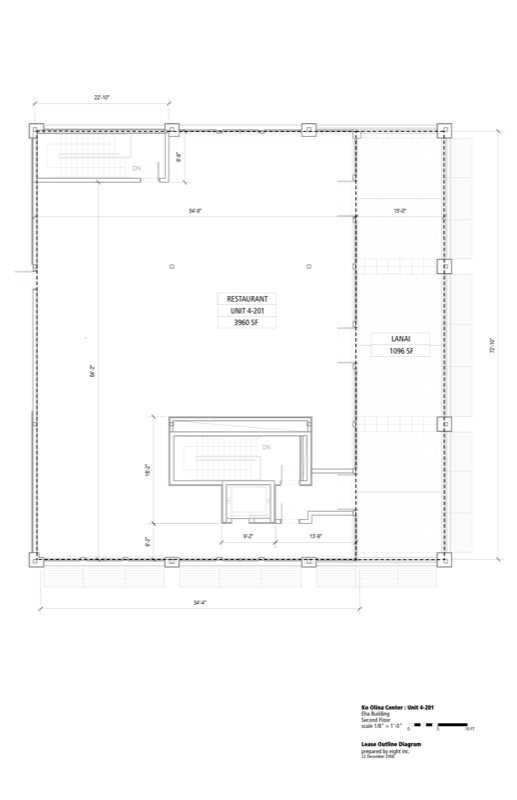 22'-10"
8'-8"
DN
54'-8"
15'-0"
RESTAURANT
UNIT 4-201
3960 SF
LANAI
1096 SF
72'-10"
64'-2"
DN
18'-2"
6'-2"
9'-2"
13'-9"
54'-4"
Ko Olina Center : Unit 4-201
Eha Building
Second Floor
scale 1/8" = 1'-0"
0 5 10 FT
Lease Outline Diagram
prepared by eight inc.
22 December 2008